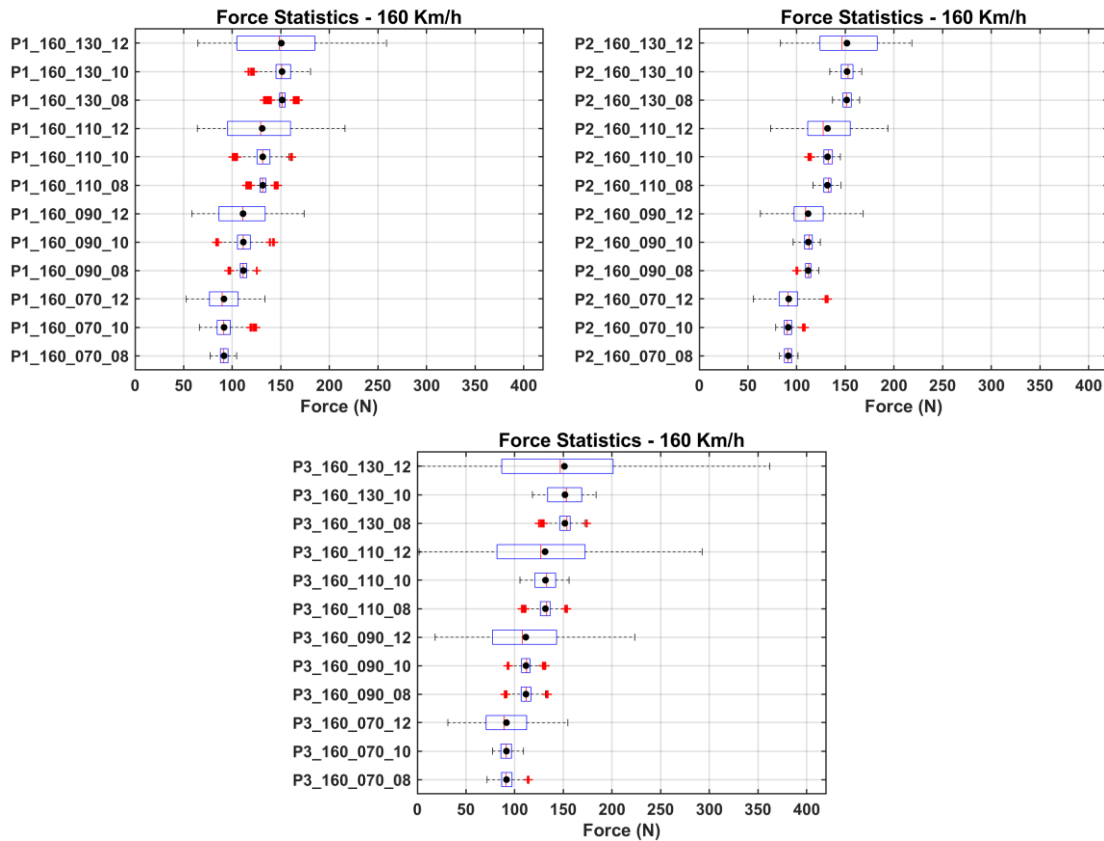 Force Statistics - 160 Km/h
P1_160_130_12
P1_160_130_10
P1_160_130_08
P1_160_110_12
P1_160_110_10
P1_160_110_08
P1_160_090_12
P1_160_090_10
P1_160_090_08
P1_160_070_12
P1_160_070_10
P1_160_070_08
0 50 100 150 200 250 300 350 400
Force (N)
Force Statistics - 160 Km/h
P2_160_130_12
P2_160_130_10
P2_160_130_08
P2_160_110_12
P2_160_110_10
P2_160_110_08
P2_160_090_12
P2_160_090_10
P2_160_090_08
P2_160_070_12
P2_160_070_10
P2_160_070_08
0 50 100 150 200 250 300 350 400
Force (N)
Force Statistics - 160 Km/h
P3_160_130_12
P3_160_130_10
P3_160_130_08
P3_160_110_12
P3_160_110_10
P3_160_110_08
P3_160_090_12
P3_160_090_10
P3_160_090_08
P3_160_070_12
P3_160_070_10
P3_160_070_08
0 50 100 150 200 250 300 350 400
Force (N)